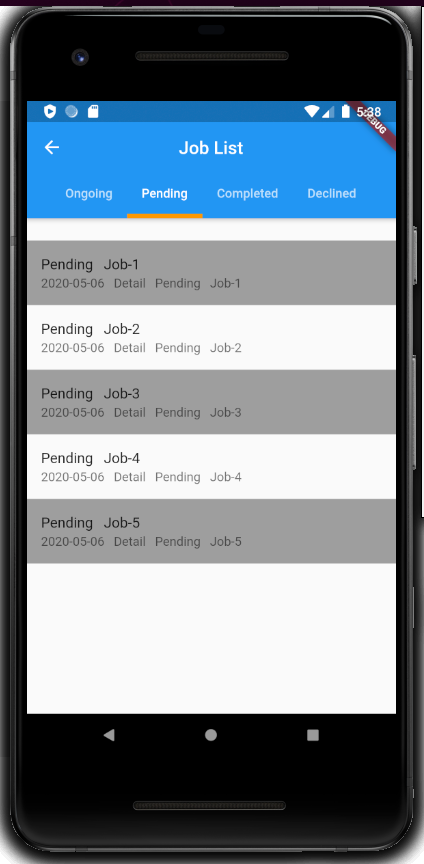 5:38
DEBUG
Job List
Ongoing Pending Completed Declined
Pending Job-1
2020-05-06 Detail Pending Job-1
Pending Job-2
2020-05-06 Detail Pending Job-2
Pending Job-3
2020-05-06 Detail Pending Job-3
Pending Job-4
2020-05-06 Detail Pending Job-4
Pending Job-5
2020-05-06 Detail Pending Job-5